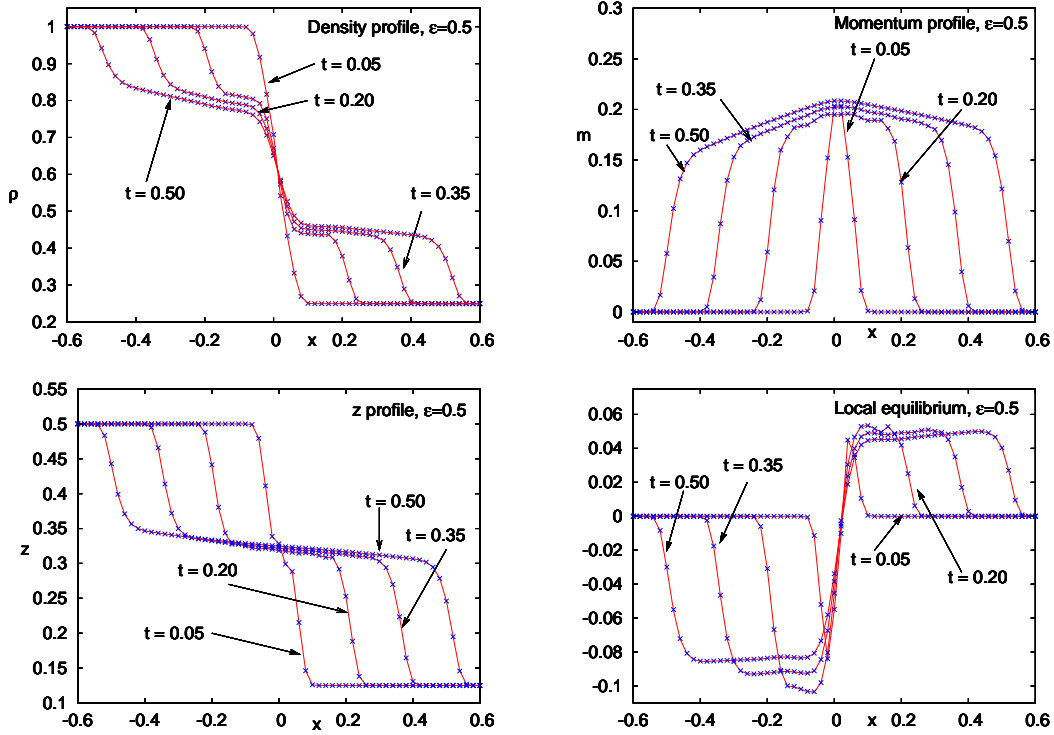 Density profile, ε=0.5
1
0.9
0.8
0.7
0.6
0.5
0.4
0.3
0.2
ρ
t = 0.05
t = 0.20
t = 0.50
t = 0.35
-0.6
-0.4
-0.2
0
0.2
0.4
0.6
x
Momentum profile, ε=0.5
0.3
0.25
0.2
0.15
0.1
0.05
0
m
t = 0.05
t = 0.35
t = 0.20
t = 0.50
-0.6
-0.4
-0.2
0
0.2
0.4
0.6
x
z profile, ε=0.5
0.55
0.5
0.45
0.4
0.35
0.3
0.25
0.2
0.15
0.1
z
t = 0.50
t = 0.35
t = 0.20
t = 0.05
-0.6
-0.4
-0.2
0
0.2
0.4
0.6
x
Local equilibrium, ε=0.5
0.06
0.04
0.02
0
-0.02
-0.04
-0.06
-0.08
-0.1
t = 0.35
t = 0.50
t = 0.05
t = 0.20
-0.6
-0.4
-0.2
0
0.2
0.4
0.6
x